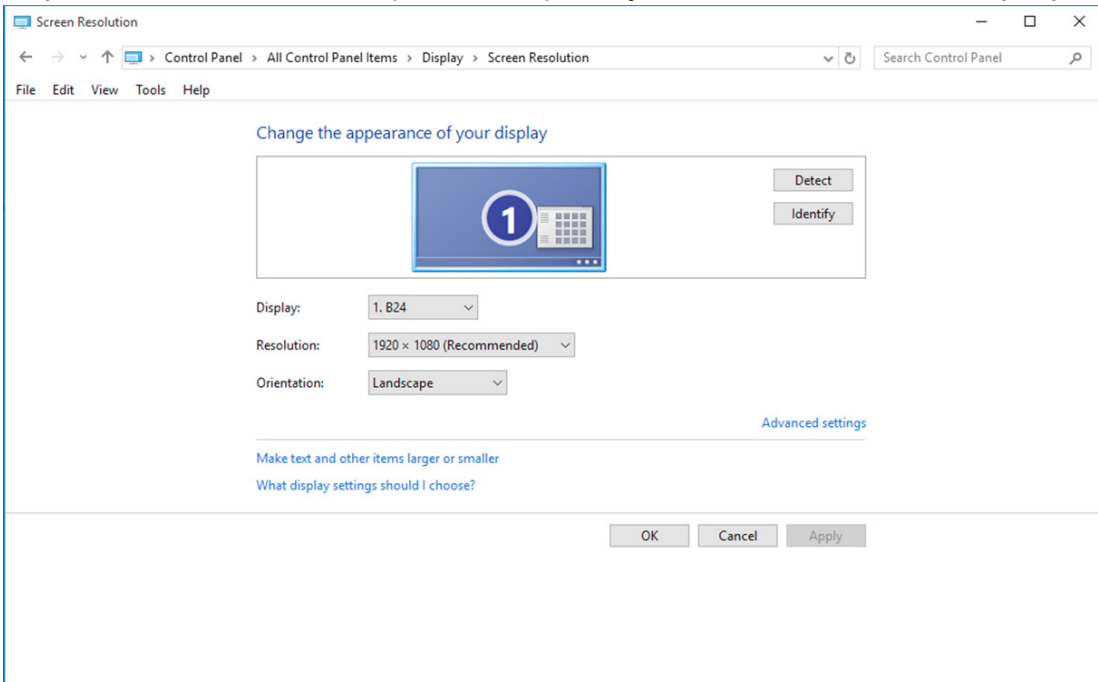 Screen Resolution
Control Panel > All Control Panel Items > Display > Screen Resolution
Search Control Panel
File Edit View Tools Help
Change the appearance of your display
1
Detect
Identify
Display: 1. B24
Resolution: 1920 × 1080 (Recommended)
Orientation: Landscape
Advanced settings
Make text and other items larger or smaller
What display settings should I choose?
OK Cancel Apply